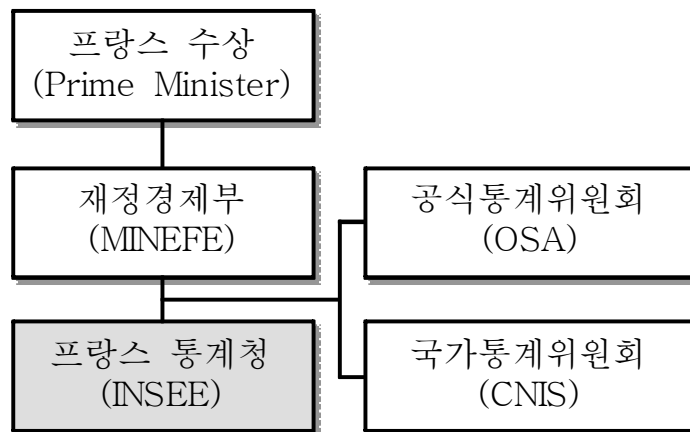 프랑스 수상
(Prime Minister)
재정경제부
(MINEFE)
공식통계위원회
(OSA)
프랑스 통계청
(INSEE)
국가통계위원회
(CNIS)